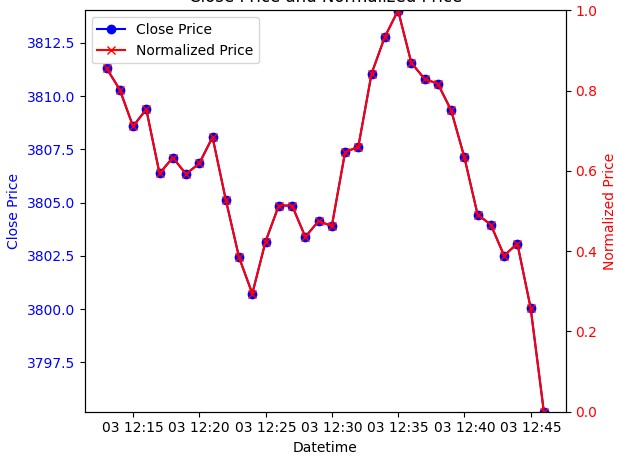 Close Price and Normalized Price
Close Price
Normalized Price
3812.5
3810.0
3807.5
3805.0
3802.5
3800.0
3797.5
Close Price
1.0
0.8
0.6
0.4
0.2
0.0
Normalized Price
03 12:15 03 12:20 03 12:25 03 12:30 03 12:35 03 12:40 03 12:45
Datetime